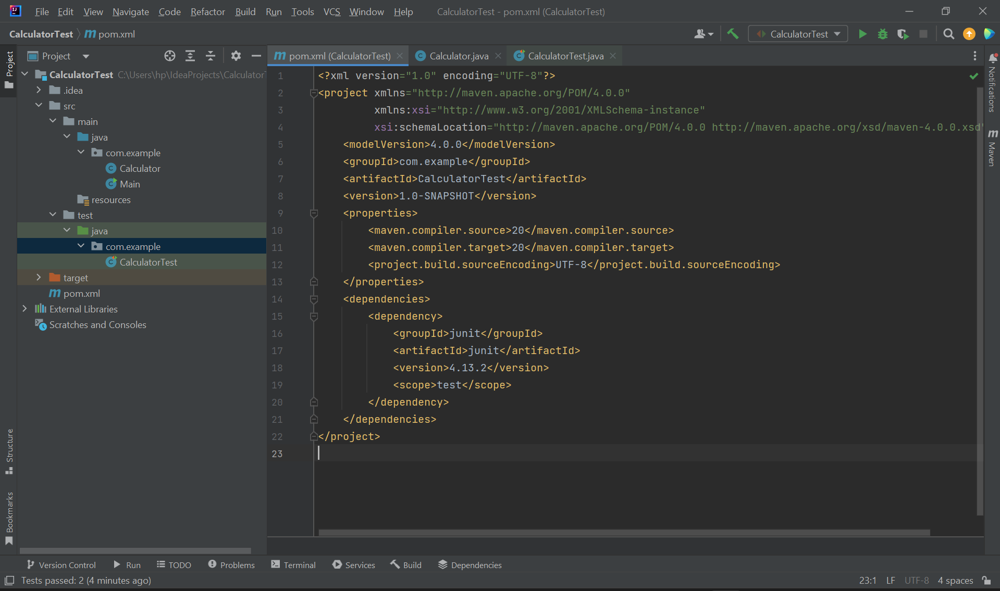 File Edit View Navigate Code Refactor Build Run Tools VCS Window Help CalculatorTest - pom.xml (CalculatorTest)
CalculatorTest pom.xml CalculatorTest
Project
Project
CalculatorTest C:\Users\hp\IdeaProjects\Calculator
.idea
src
main
java
com.example
Calculator
Main
resources
test
java
com.example
CalculatorTest
target
pom.xml
External Libraries
Scratches and Consoles
Structure
Bookmarks
pom.xml (CalculatorTest) Calculator.java CalculatorTest.java
1 <?xml version="1.0" encoding="UTF-8"?>
2 <project xmlns="http://maven.apache.org/POM/4.0.0"
3 xmlns:xsi="http://www.w3.org/2001/XMLSchema-instance"
4 xsi:schemaLocation="http://maven.apache.org/POM/4.0.0 http://maven.apache.org/xsd/maven-4.0.0.xsd"
5 <modelVersion>4.0.0</modelVersion>
6 <groupId>com.example</groupId>
7 <artifactId>CalculatorTest</artifactId>
8 <version>1.0-SNAPSHOT</version>
9 <properties>
10 <maven.compiler.source>20</maven.compiler.source>
11 <maven.compiler.target>20</maven.compiler.target>
12 <project.build.sourceEncoding>UTF-8</project.build.sourceEncoding>
13 </properties>
14 <dependencies>
15 <dependency>
16 <groupId>junit</groupId>
17 <artifactId>junit</artifactId>
18 <version>4.13.2</version>
19 <scope>test</scope>
20 </dependency>
21 </dependencies>
22 </project>
23
Notifications
Maven
Version Control Run TODO Problems Terminal Services Build Dependencies
Tests passed: 2 (4 minutes ago) 23:1 LF UTF-8 4 spaces